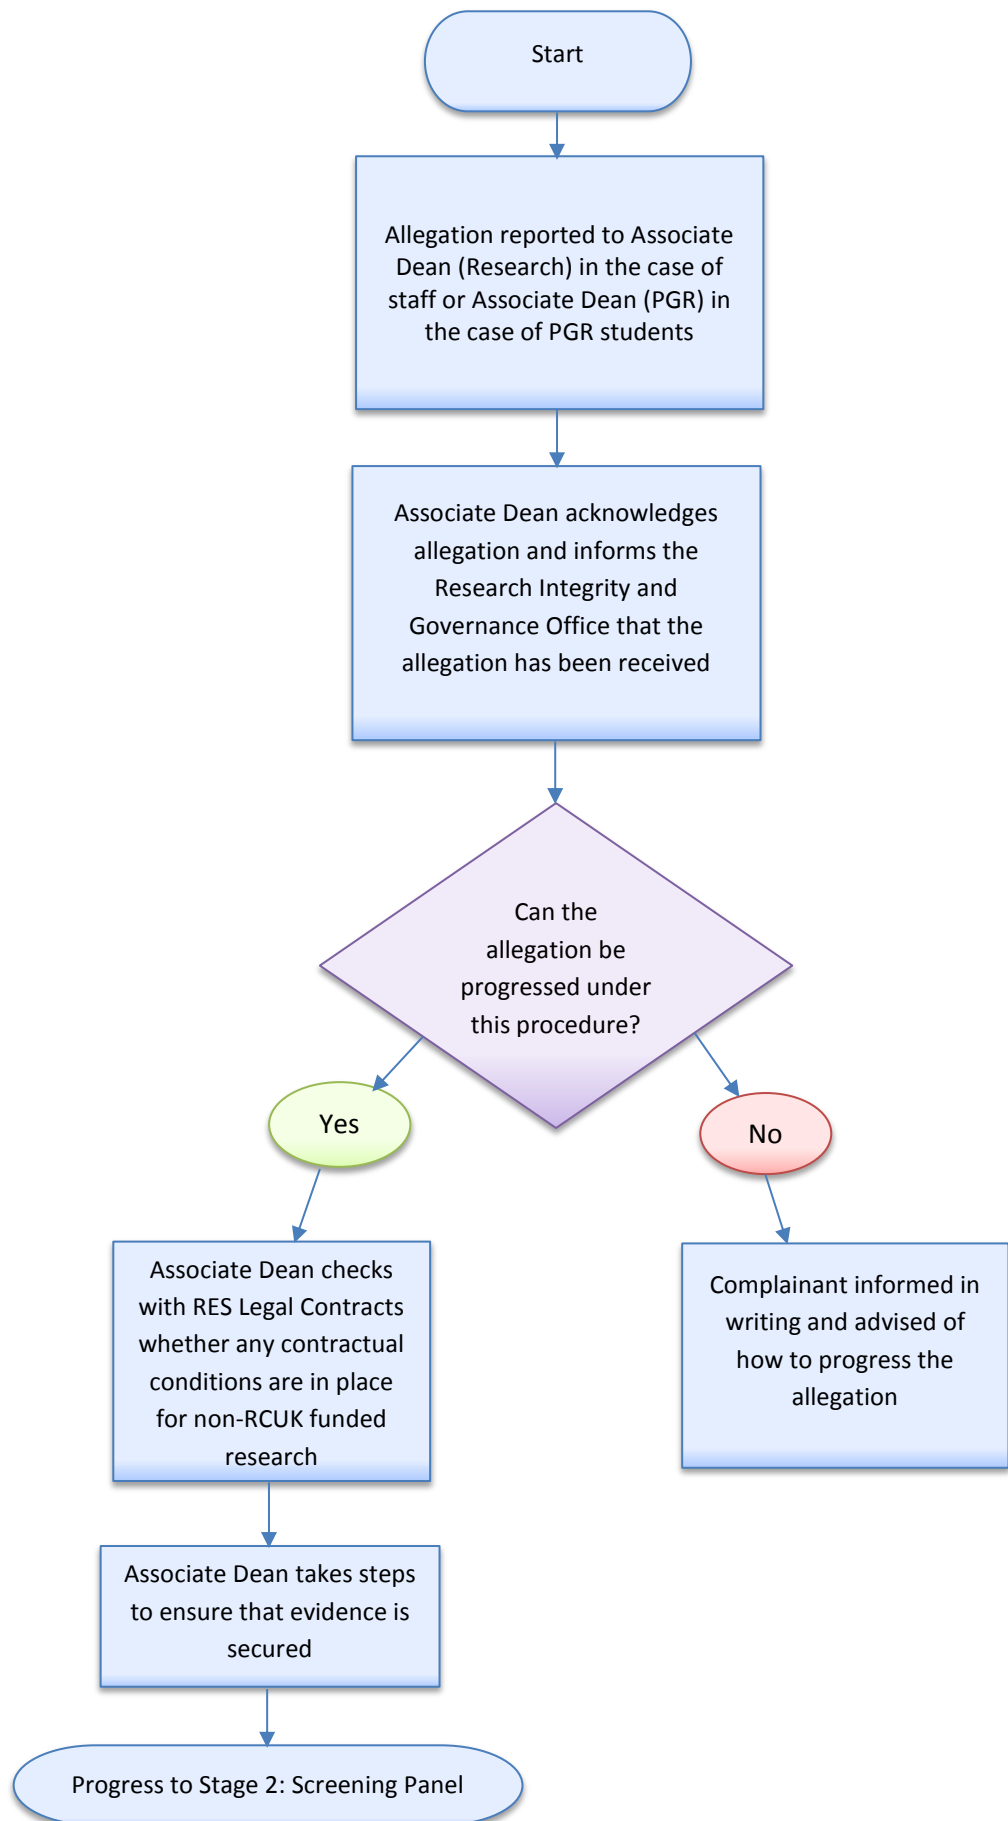 Start
Allegation reported to Associate
Dean (Research) in the case of
staff or Associate Dean (PGR) in
the case of PGR students
Associate Dean acknowledges
allegation and informs the
Research Integrity and
Governance Office that the
allegation has been received
Can the
allegation be
progressed under
this procedure?
Yes
No
Associate Dean checks
with RES Legal Contracts
whether any contractual
conditions are in place
for non-RCUK funded
research
Complainant informed in
writing and advised of
how to progress the
allegation
Associate Dean takes steps
to ensure that evidence is
secured
Progress to Stage 2: Screening Panel